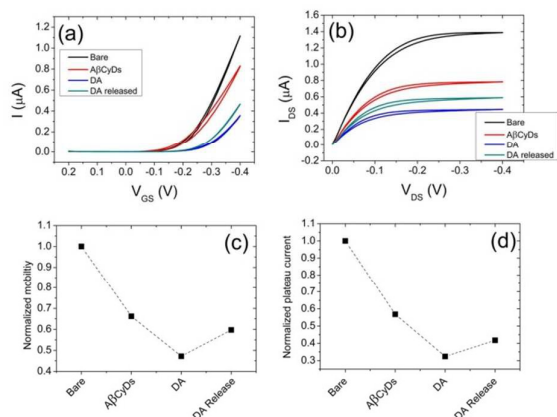 (a)
Bare
AβCyDs
DA
DA released
I (μA)
1.2
1.0
0.8
0.6
0.4
0.2
0.0
0.2 0.1 0.0 -0.1 -0.2 -0.3 -0.4
V_GS (V)
(b)
I_DS (μA)
1.6
1.4
1.2
1.0
0.8
0.6
0.4
0.2
0.0
-0.2
0.0 -0.1 -0.2 -0.3 -0.4
V_DS (V)
Bare
AβCyDs
DA
DA released
(c)
Normalized mcbiltiy
1.1
1.0
0.9
0.8
0.7
0.6
0.5
0.4
Bare
AβCyDs
DA
DA Release
(d)
Normalized plateau current
1.1
1.0
0.9
0.8
0.7
0.6
0.5
0.4
0.3
Bare
AβCyDs
DA
DA Release